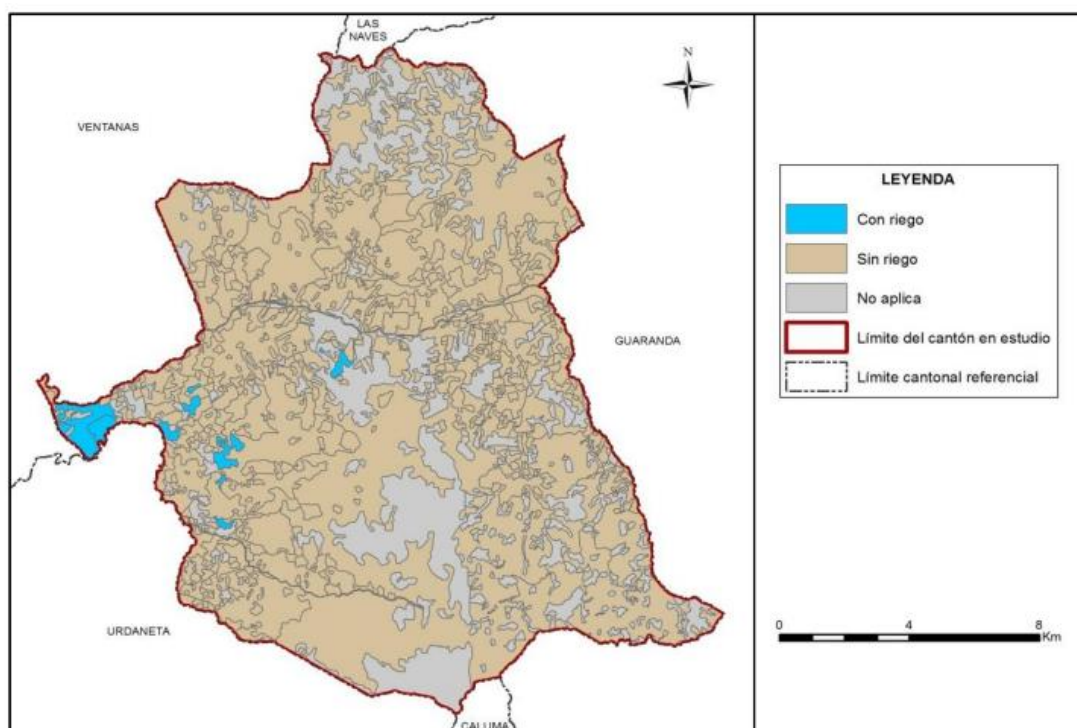 LAS
NAVES
N
VENTANAS
GUARANDA
URDANETA
CALUMA
LEYENDA
Con riego
Sin riego
No aplica
Límite del cantón en estudio
Límite cantonal referencial
0 4 8
Km